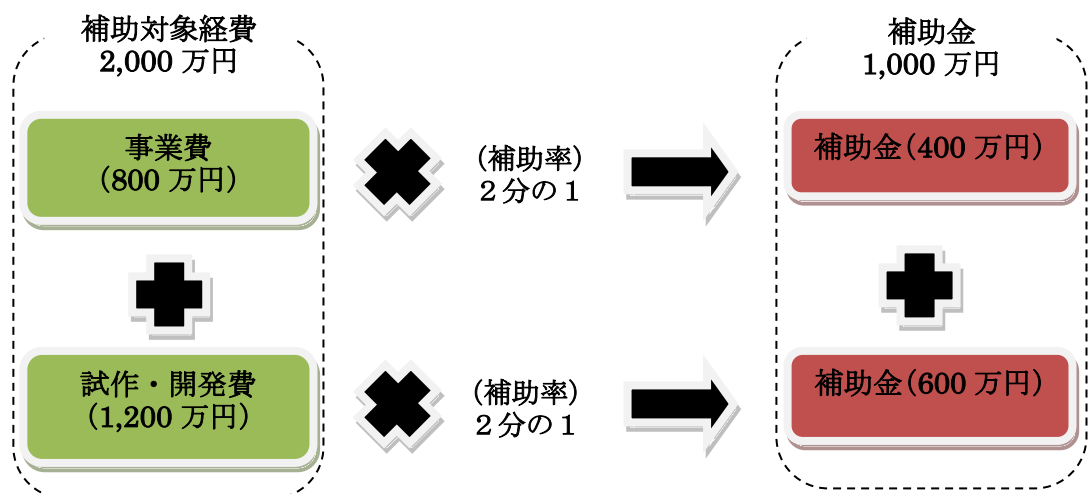 補助対象経費
2,000 万円
補助金
1,000 万円
事業費
（800 万円）
（補助率）
２分の１
補助金（400 万円）
試作・開発費
（1,200 万円）
（補助率）
２分の１
補助金（600 万円）